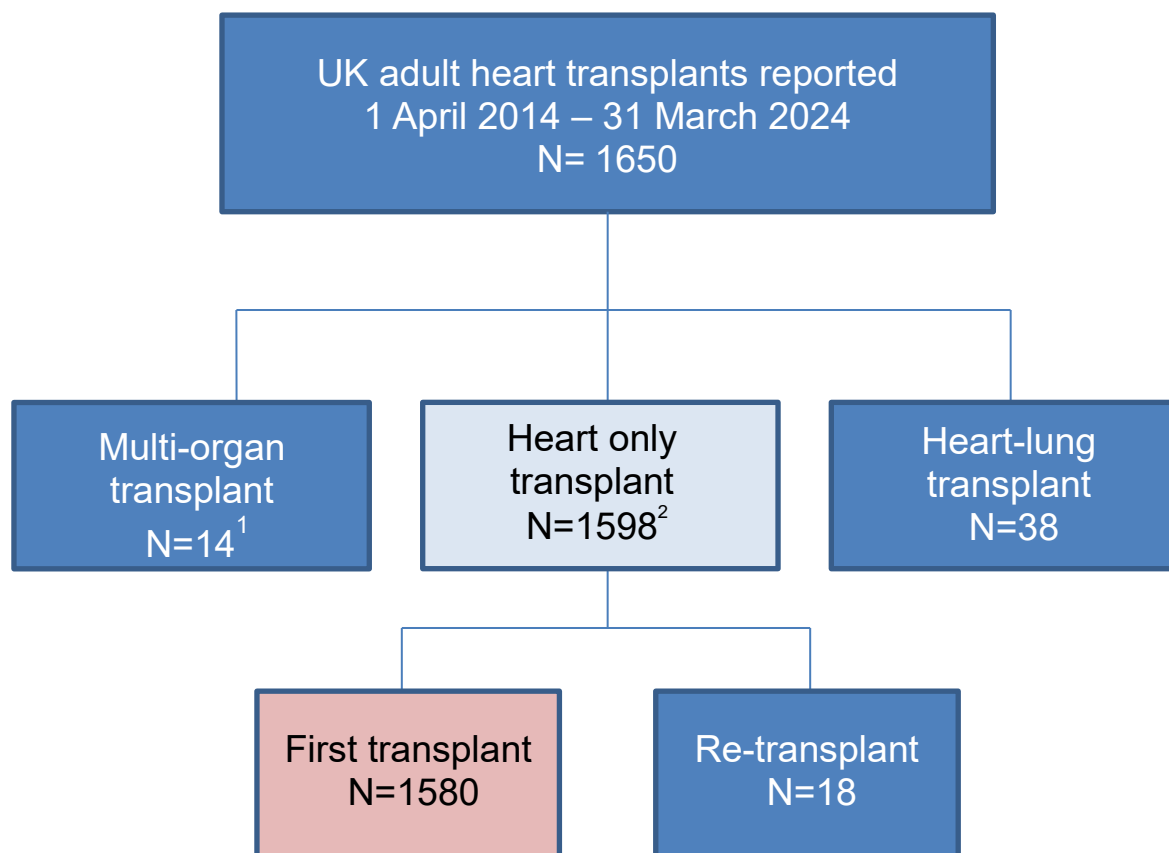 UK adult heart transplants reported
1 April 2014 – 31 March 2024
N= 1650
Multi-organ
transplant
N=14¹
Heart only
transplant
N=1598²
Heart-lung
transplant
N=38
First transplant
N=1580
Re-transplant
N=18